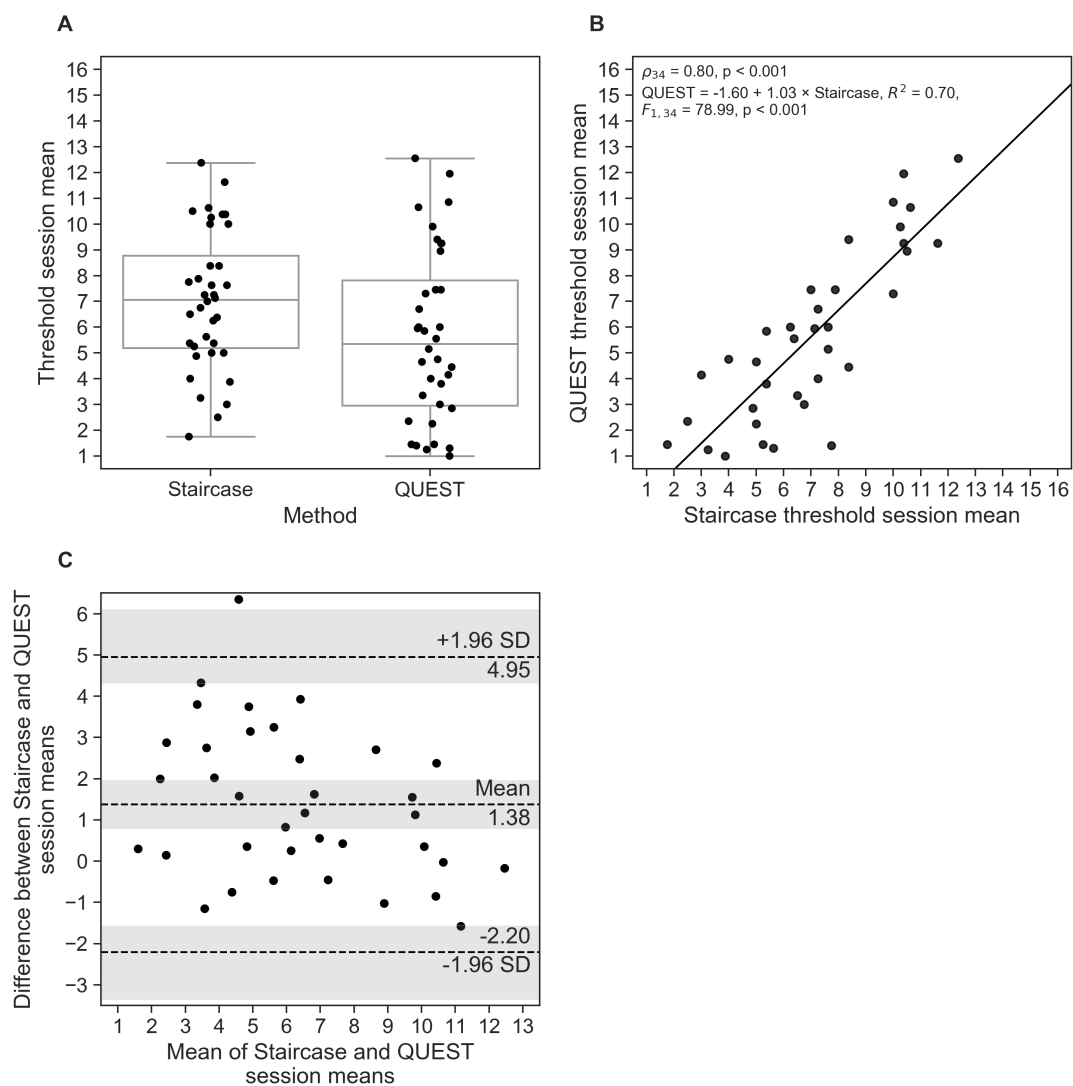 A
Threshold session mean
16
15
14
13
12
11
10
9
8
7
6
5
4
3
2
1
Staircase
QUEST
Method
B
QUEST threshold session mean
16
15
14
13
12
11
10
9
8
7
6
5
4
3
2
1
ρ34 = 0.80, p < 0.001
QUEST = -1.60 + 1.03 × Staircase, R² = 0.70,
F1, 34 = 78.99, p < 0.001
1 2 3 4 5 6 7 8 9 10 11 12 13 14 15 16
Staircase threshold session mean
C
Difference between Staircase and QUEST
session means
6
5
4
3
2
1
0
−1
−2
−3
+1.96 SD
4.95
Mean
1.38
-2.20
-1.96 SD
1 2 3 4 5 6 7 8 9 10 11 12 13
Mean of Staircase and QUEST
session means